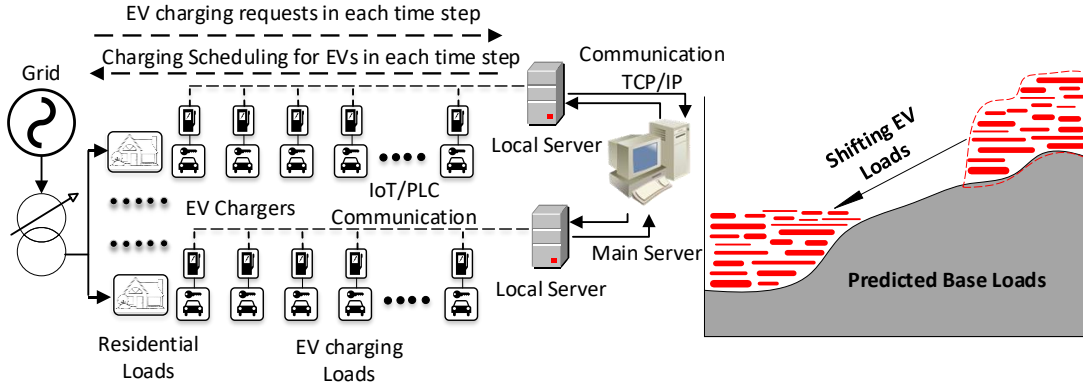 EV charging requests in each time step
Charging Scheduling for EVs in each time step
Grid
Communication
TCP/IP
Local Server
Shifting EV
Loads
IoT/PLC
EV Chargers
Communication
Main Server
Local Server
Predicted Base Loads
Residential
Loads
EV charging
Loads